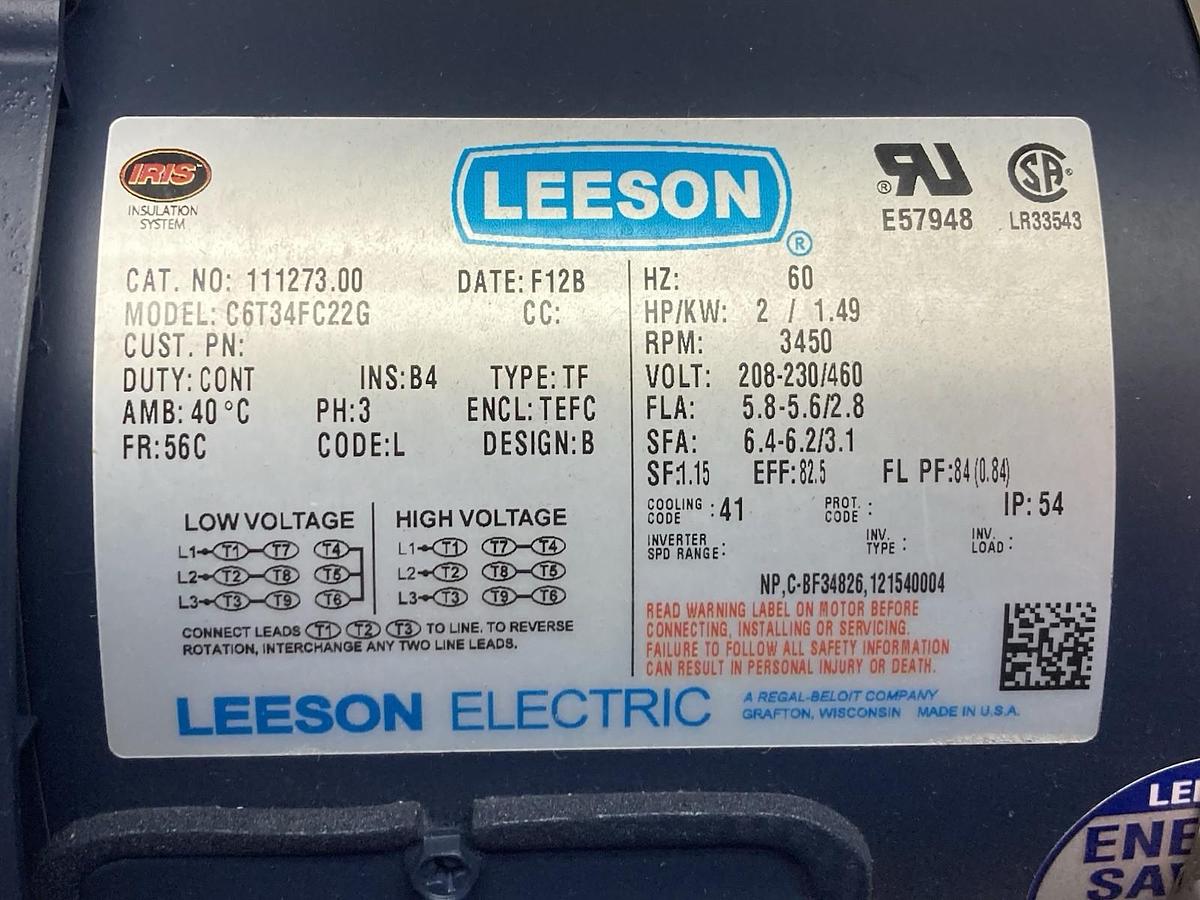 IRIS™
INSULATION
SYSTEM
LEESON
®
® RU
E57948
SA®
LR33543
CAT. NO: 111273.00 DATE: F12B
MODEL: C6T34FC22G CC:
CUST. PN:
DUTY: CONT INS: B4 TYPE: TF
AMB: 40°C PH:3 ENCL: TEFC
FR: 56C CODE:L DESIGN: B
HZ: 60
HP/KW: 2 / 1.49
RPM: 3450
VOLT: 208-230/460
FLA: 5.8-5.6/2.8
SFA: 6.4-6.2/3.1
SF:1.15 EFF: 82.5 FL PF: 84 (0.84)
COOLING CODE : 41 PROT. CODE : IP: 54
INVERTER SPD RANGE: INV. TYPE : INV. LOAD :
NP,C-BF34826,121540004
LOW VOLTAGE
L1 T1 T7 T4
L2 T2 T8 T5
L3 T3 T9 T6
HIGH VOLTAGE
L1 T1 T7 T4
L2 T2 T8 T5
L3 T3 T9 T6
CONNECT LEADS T1 T2 T3 TO LINE. TO REVERSE
ROTATION, INTERCHANGE ANY TWO LINE LEADS.
READ WARNING LABEL ON MOTOR BEFORE
CONNECTING, INSTALLING OR SERVICING.
FAILURE TO FOLLOW ALL SAFETY INFORMATION
CAN RESULT IN PERSONAL INJURY OR DEATH.
LEESON ELECTRIC
A REGAL-BELOIT COMPANY
GRAFTON, WISCONSIN MADE IN U.S.A.